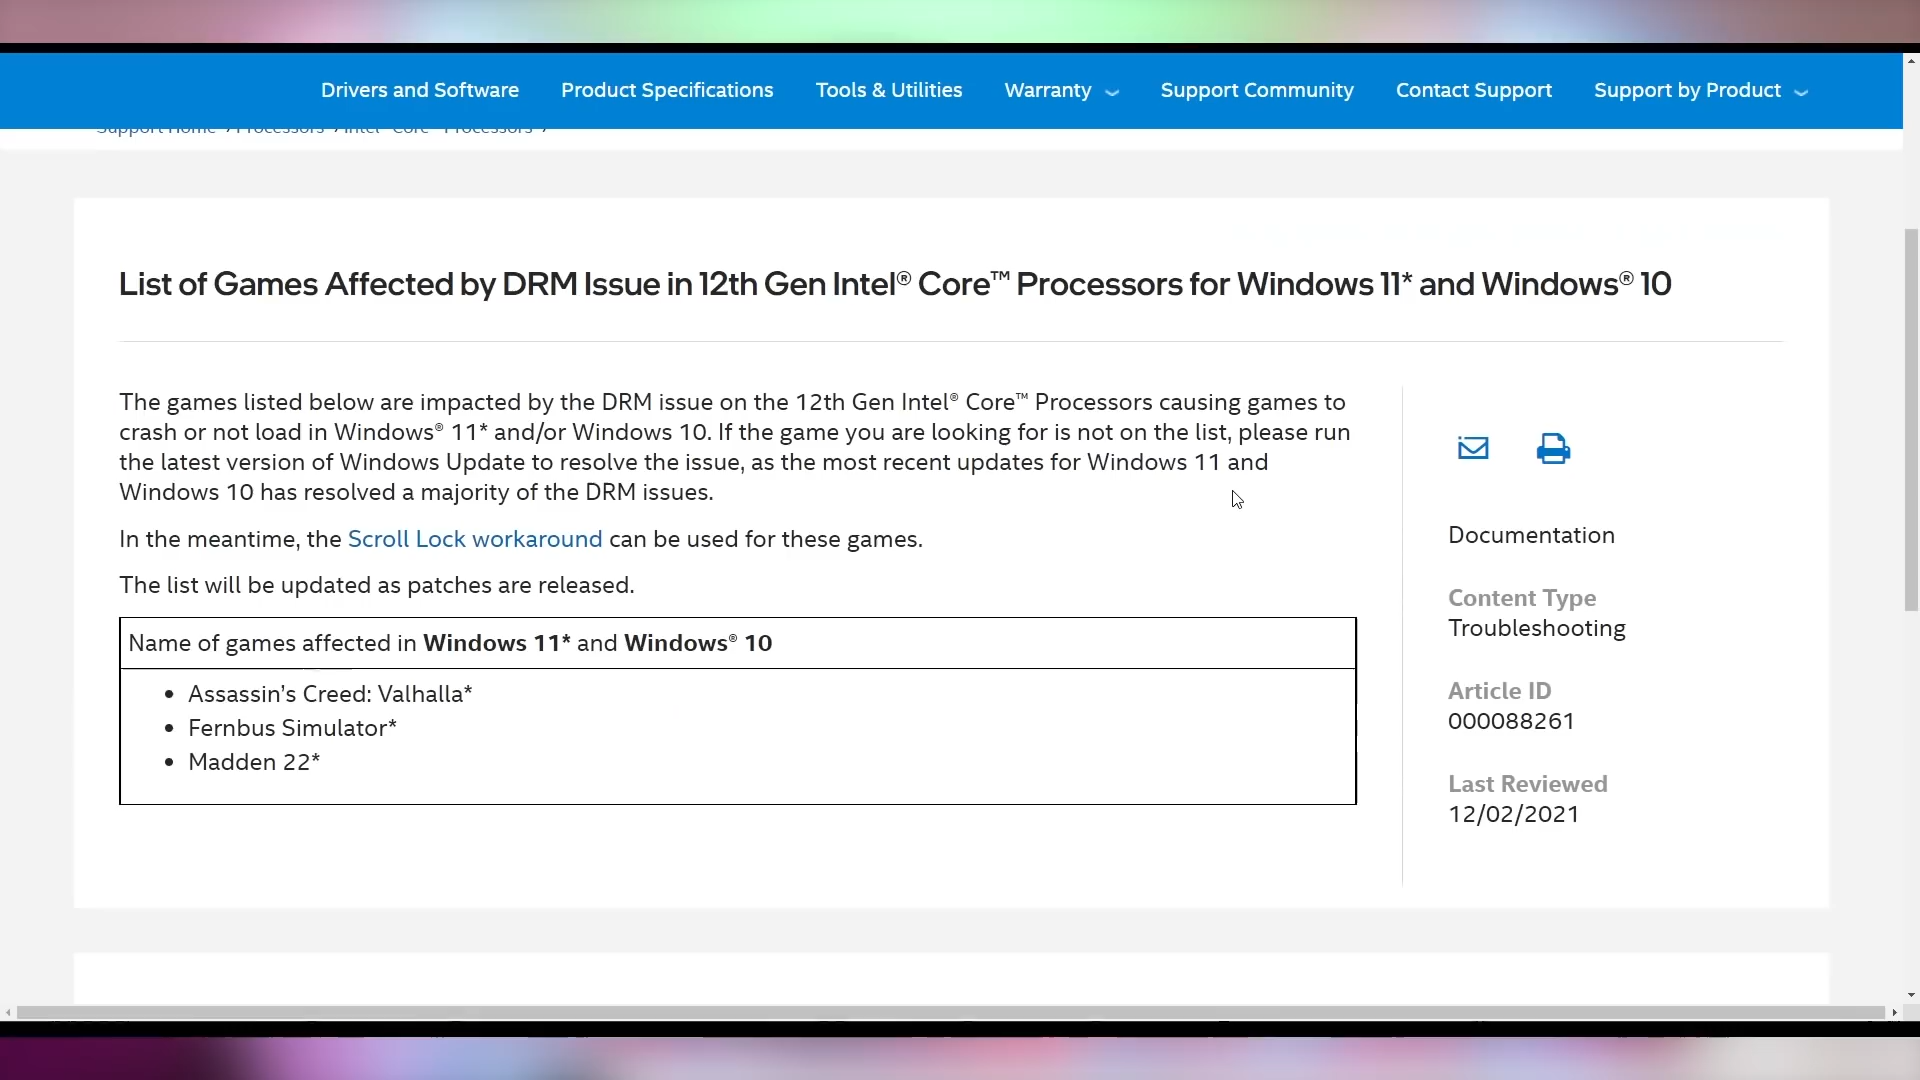 Drivers and Software Product Specifications Tools & Utilities Warranty Support Community Contact Support Support by Product
Support Home Processors Intel® Core™ Processors
List of Games Affected by DRM Issue in 12th Gen Intel® Core™ Processors for Windows 11* and Windows® 10
The games listed below are impacted by the DRM issue on the 12th Gen Intel® Core™ Processors causing games to
crash or not load in Windows® 11* and/or Windows 10. If the game you are looking for is not on the list, please run
the latest version of Windows Update to resolve the issue, as the most recent updates for Windows 11 and
Windows 10 has resolved a majority of the DRM issues.
In the meantime, the Scroll Lock workaround can be used for these games.
The list will be updated as patches are released.
Name of games affected in Windows 11* and Windows® 10
• Assassin’s Creed: Valhalla*
• Fernbus Simulator*
• Madden 22*
Documentation
Content Type
Troubleshooting
Article ID
000088261
Last Reviewed
12/02/2021